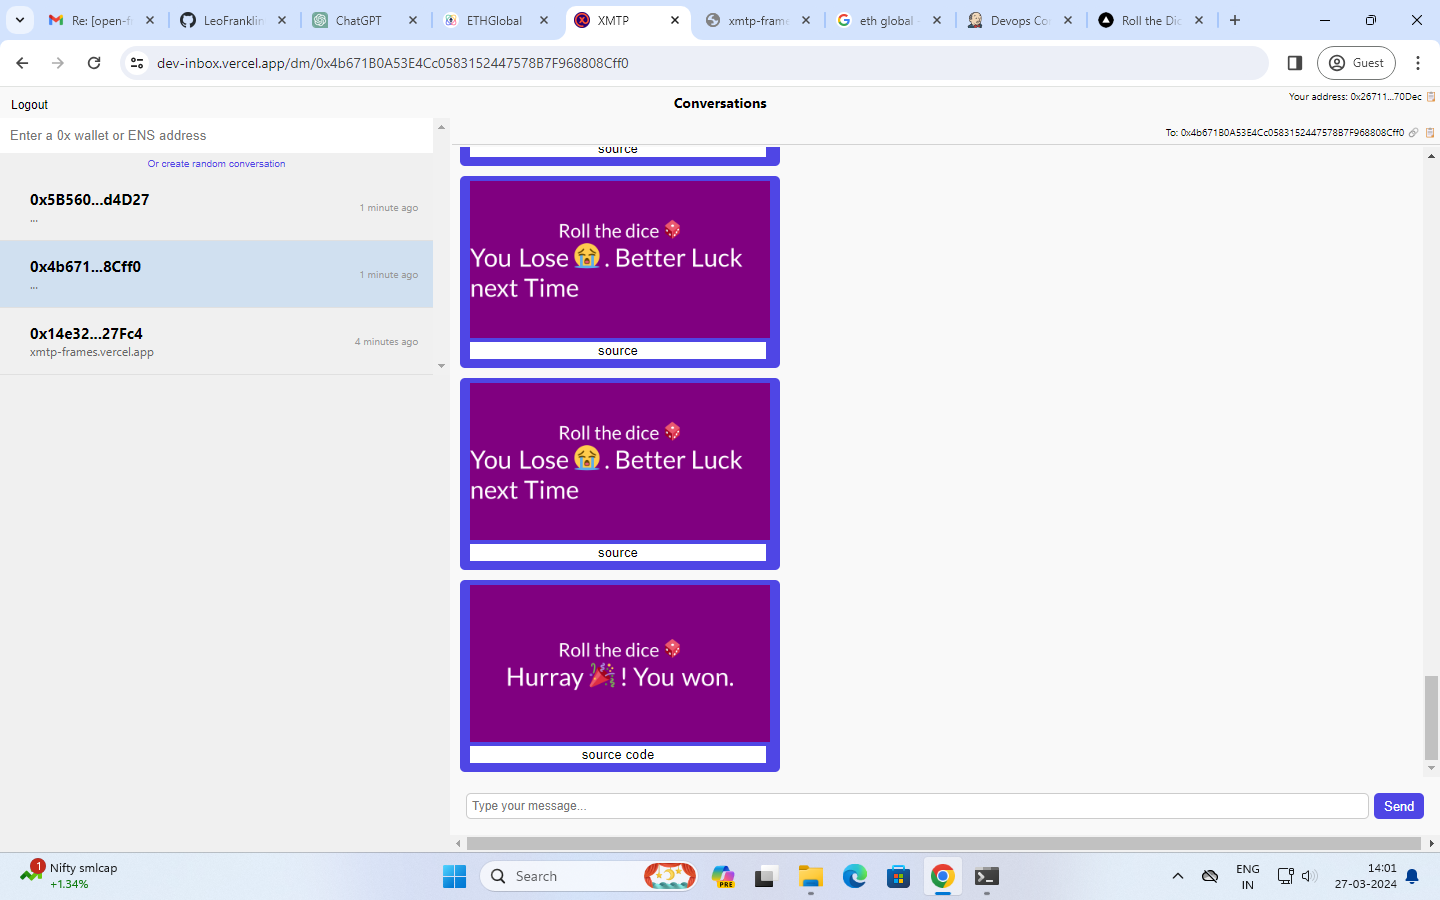 Re: [open-fr
LeoFranklin
ChatGPT
ETHGlobal
XMTP
xmtp-frame
eth global -
Devops Co
Roll the Dic
dev-inbox.vercel.app/dm/0x4b671B0A53E4Cc0583152447578B7F968808Cff0
Guest
Logout
Conversations
Your address: 0x26711...70Dec
Enter a 0x wallet or ENS address
To: 0x4b671B0A53E4Cc0583152447578B7F968808Cff0
Or create random conversation
0x5B560...d4D27
...
1 minute ago
0x4b671...8Cff0
...
1 minute ago
0x14e32...27Fc4
xmtp-frames.vercel.app
4 minutes ago
source
Roll the dice
You Lose 😭. Better Luck
next Time
source
Roll the dice
You Lose 😭. Better Luck
next Time
source
Roll the dice
Hurray 🎉! You won.
source code
Type your message...
Send
1
Nifty smlcap
+1.34%
Search
PRE
ENG
IN
14:01
27-03-2024